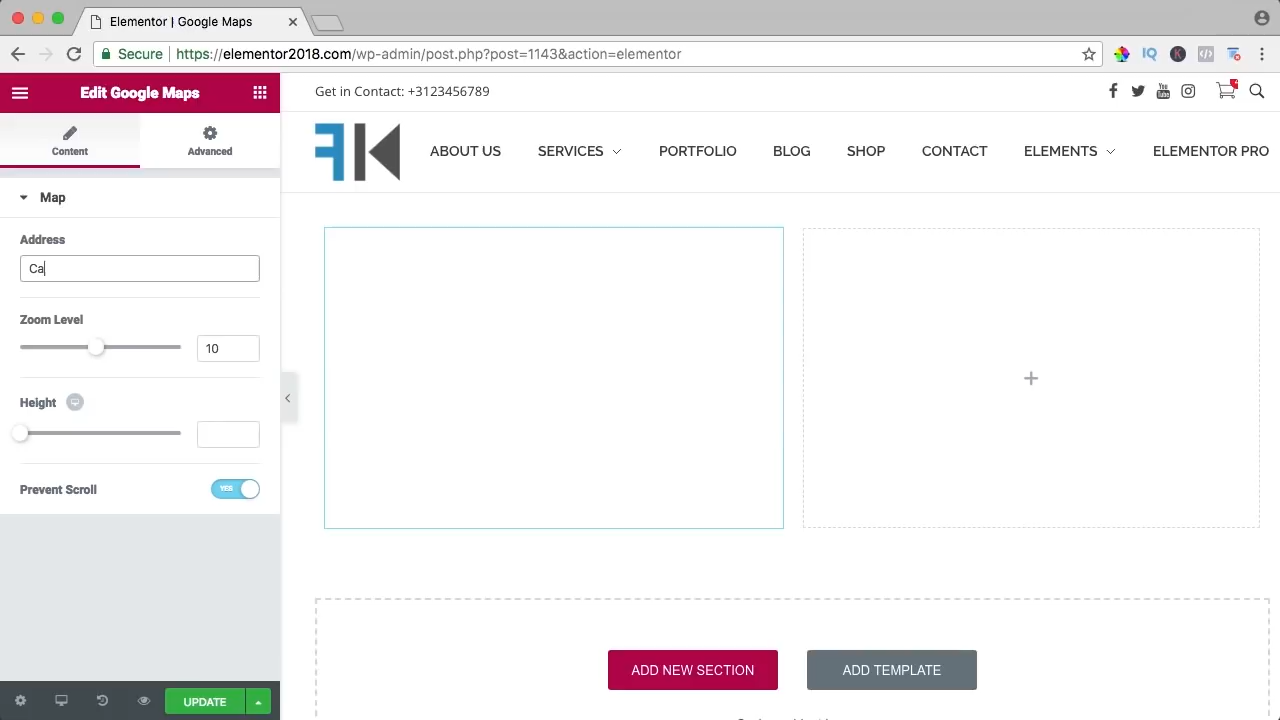 Elementor | Google Maps
Secure
https://elementor2018.com/wp-admin/post.php?post=1143&action=elementor
Edit Google Maps
Content
Advanced
Map
Address
Ca
Zoom Level
10
Height
Prevent Scroll
YES
UPDATE
Get in Contact: +3123456789
FK
ABOUT US
SERVICES
PORTFOLIO
BLOG
SHOP
CONTACT
ELEMENTS
ELEMENTOR PRO
ADD NEW SECTION
ADD TEMPLATE